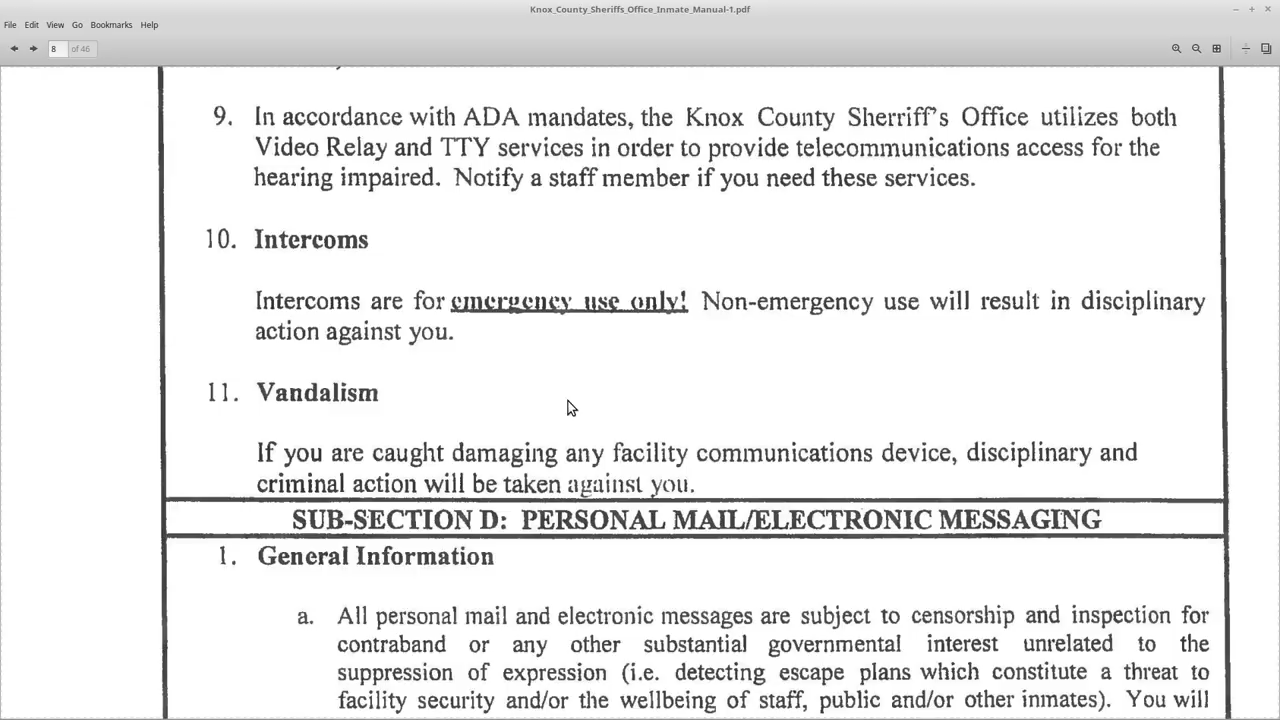 Knox_County_Sheriffs_Office_Inmate_Manual-1.pdf
File Edit View Go Bookmarks Help
8 of 46
9. In accordance with ADA mandates, the Knox County Sherriff's Office utilizes both
Video Relay and TTY services in order to provide telecommunications access for the
hearing impaired. Notify a staff member if you need these services.
10. Intercoms
Intercoms are for emergency use only! Non-emergency use will result in disciplinary
action against you.
11. Vandalism
If you are caught damaging any facility communications device, disciplinary and
criminal action will be taken against you.
SUB-SECTION D: PERSONAL MAIL/ELECTRONIC MESSAGING
1. General Information
a. All personal mail and electronic messages are subject to censorship and inspection for
contraband or any other substantial governmental interest unrelated to the
suppression of expression (i.e. detecting escape plans which constitute a threat to
facility security and/or the wellbeing of staff, public and/or other inmates). You will